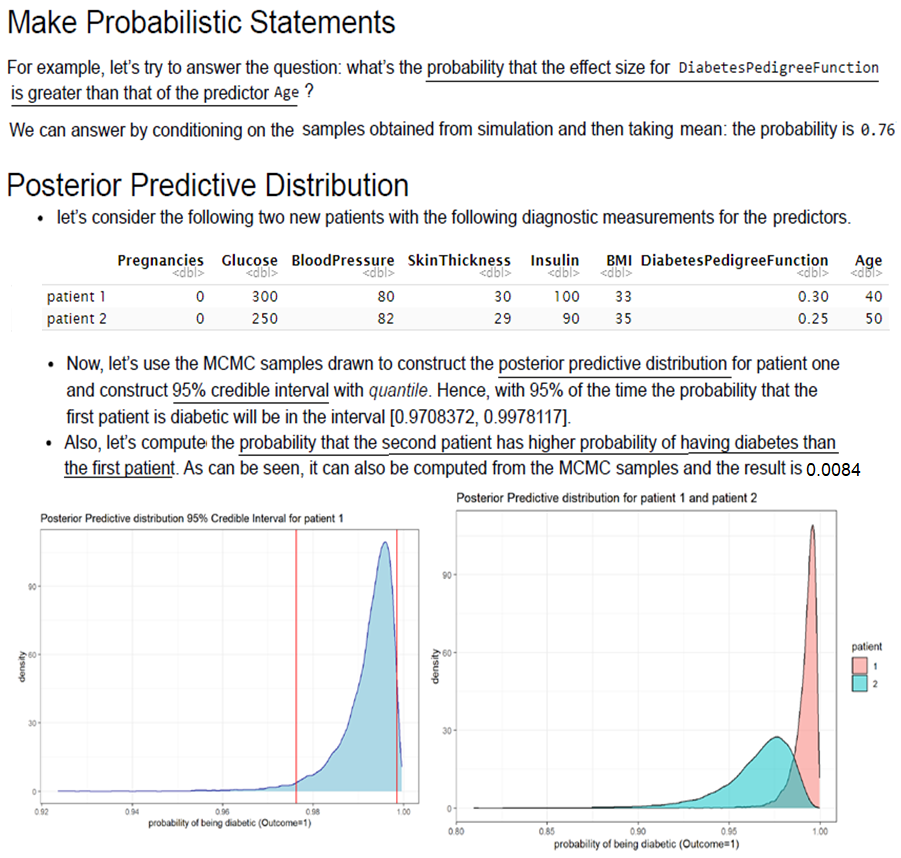 Make Probabilistic Statements
For example, let's try to answer the question: what's the probability that the effect size for DiabetesPedigreeFunction
is greater than that of the predictor Age ?
We can answer by conditioning on the samples obtained from simulation and then taking mean: the probability is 0.76
Posterior Predictive Distribution
• let's consider the following two new patients with the following diagnostic measurements for the predictors.
Pregnancies Glucose BloodPressure SkinThickness Insulin BMI DiabetesPedigreeFunction Age
<dbl> <dbl> <dbl> <dbl> <dbl> <dbl> <dbl> <dbl>
patient 1 0 300 80 30 100 33 0.30 40
patient 2 0 250 82 29 90 35 0.25 50
• Now, let's use the MCMC samples drawn to construct the posterior predictive distribution for patient one
and construct 95% credible interval with quantile. Hence, with 95% of the time the probability that the
first patient is diabetic will be in the interval [0.9708372, 0.9978117].
• Also, let's compute the probability that the second patient has higher probability of having diabetes than
the first patient. As can be seen, it can also be computed from the MCMC samples and the result is 0.0084
Posterior Predictive distribution 95% Credible Interval for patient 1
90
60
30
0
density
0.92 0.94 0.96 0.98 1.00
probability of being diabetic (Outcome=1)
Posterior Predictive distribution for patient 1 and patient 2
90
60
30
0
density
0.80 0.85 0.90 0.95 1.00
probability of being diabetic (Outcome=1)
patient
1
2